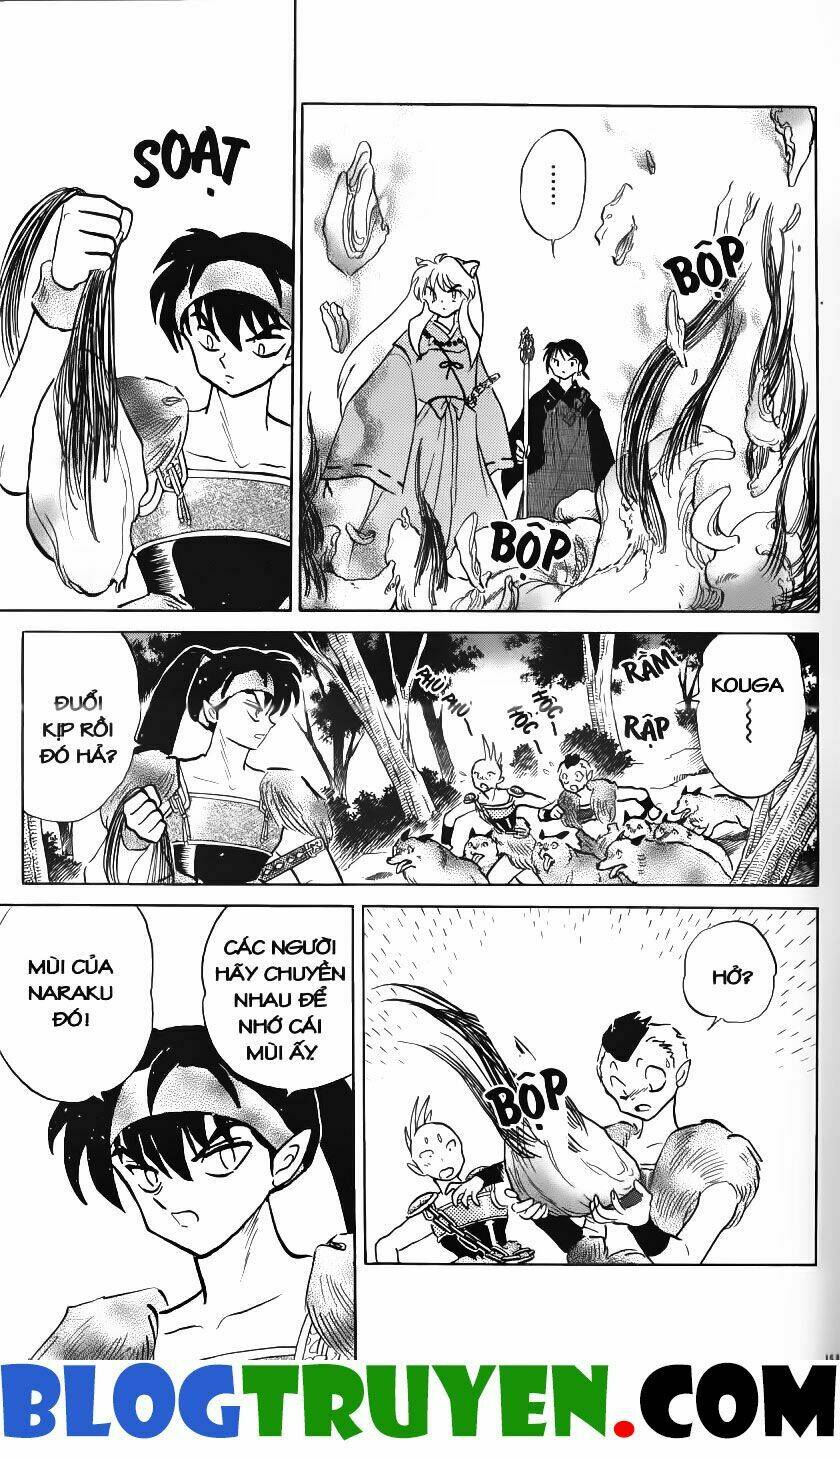 ......
BỘP
BỘP
SOẠT
KOUGA
~
RẦM
RẬP
HỘC~
HỘC~
PHÙ PHÙ~
ĐUỔI
KỊP RỒI
ĐÓ HẢ?
HỞ?
BỘP
CÁC NGƯỜI
HÃY CHUYỀN
NHAU ĐỂ
NHỚ CÁI
MÙI ẤY.
MÙI CỦA
NARAKU
ĐÓ!
BLOGTRUYEN.COM